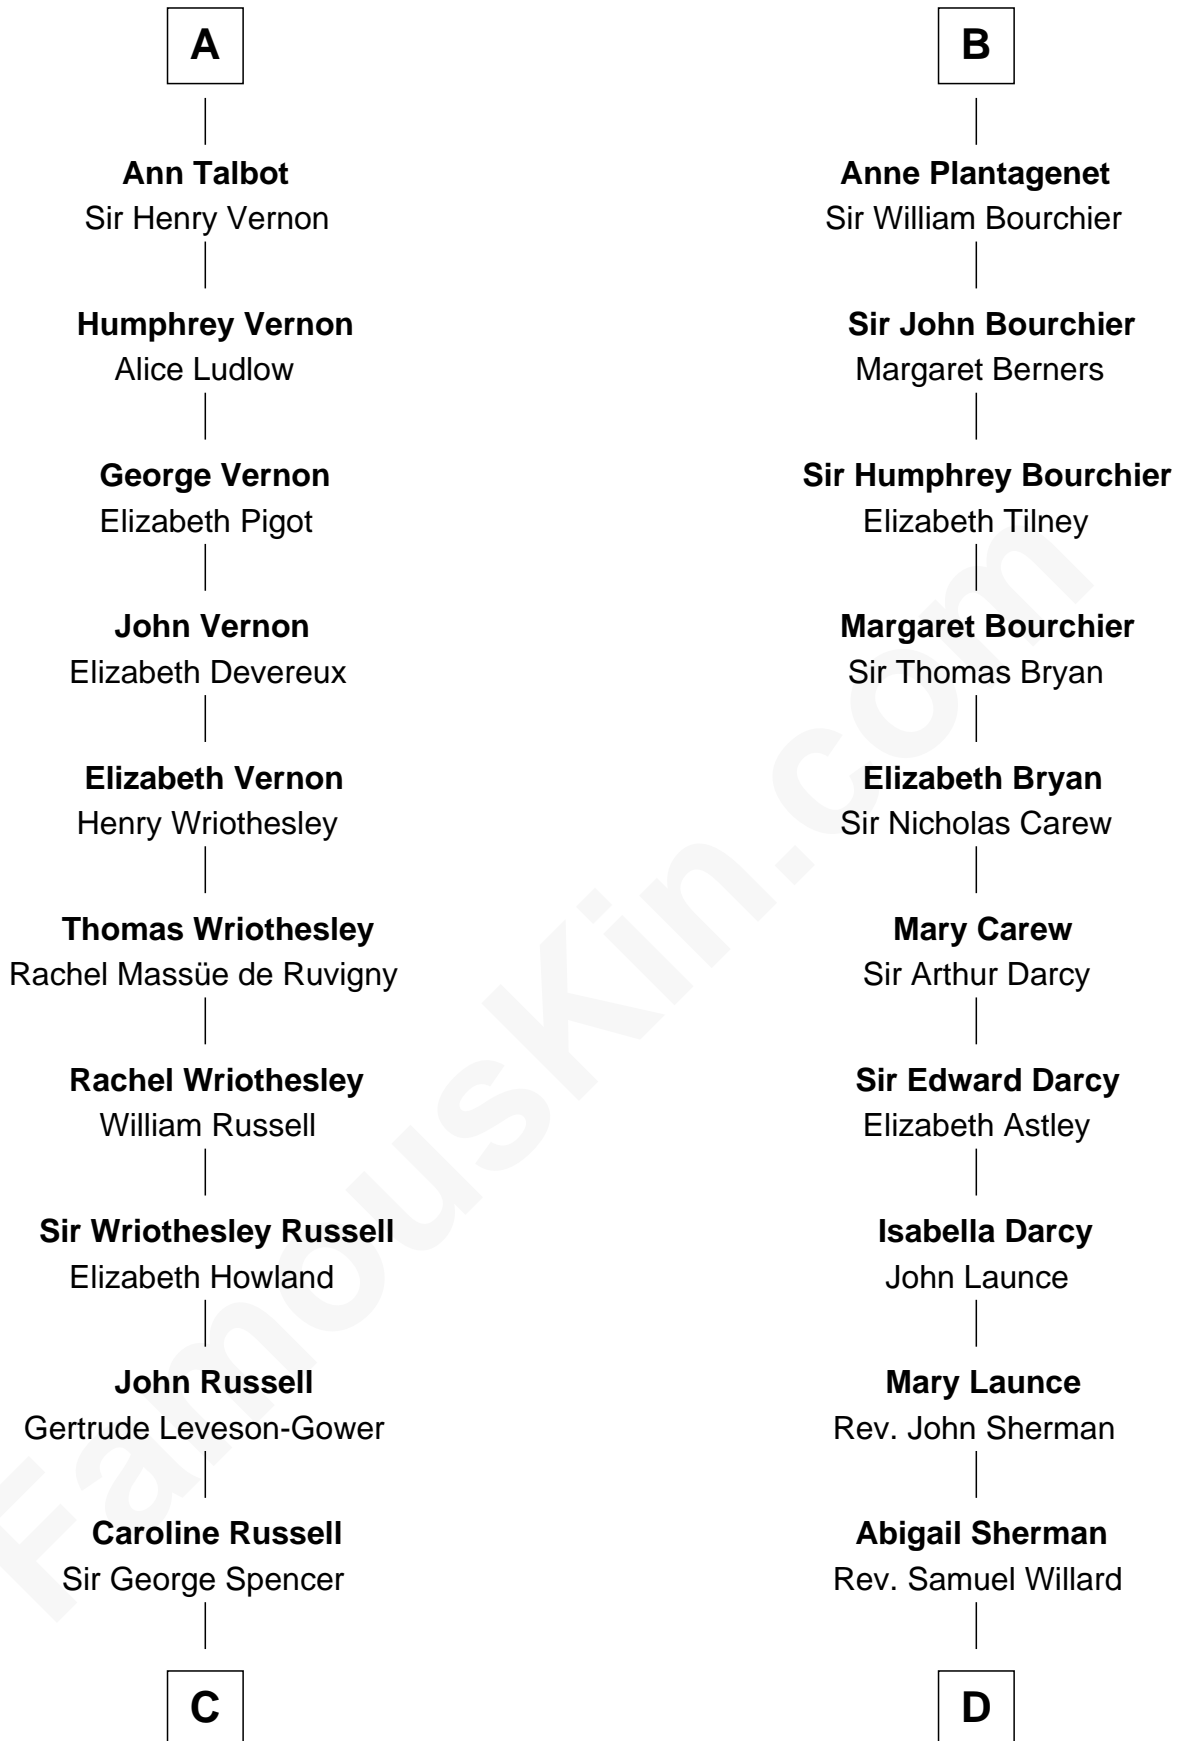 A
Ann Talbot
Sir Henry Vernon
Humphrey Vernon
Alice Ludlow
George Vernon
Elizabeth Pigot
John Vernon
Elizabeth Devereux
Elizabeth Vernon
Henry Wriothesley
Thomas Wriothesley
Rachel Massüe de Ruvigny
Rachel Wriothesley
William Russell
Sir Wriothesley Russell
Elizabeth Howland
John Russell
Gertrude Leveson-Gower
Caroline Russell
Sir George Spencer
C
B
Anne Plantagenet
Sir William Bourchier
Sir John Bourchier
Margaret Berners
Sir Humphrey Bourchier
Elizabeth Tilney
Margaret Bourchier
Sir Thomas Bryan
Elizabeth Bryan
Sir Nicholas Carew
Mary Carew
Sir Arthur Darcy
Sir Edward Darcy
Elizabeth Astley
Isabella Darcy
John Launce
Mary Launce
Rev. John Sherman
Abigail Sherman
Rev. Samuel Willard
D
FamousKin.com